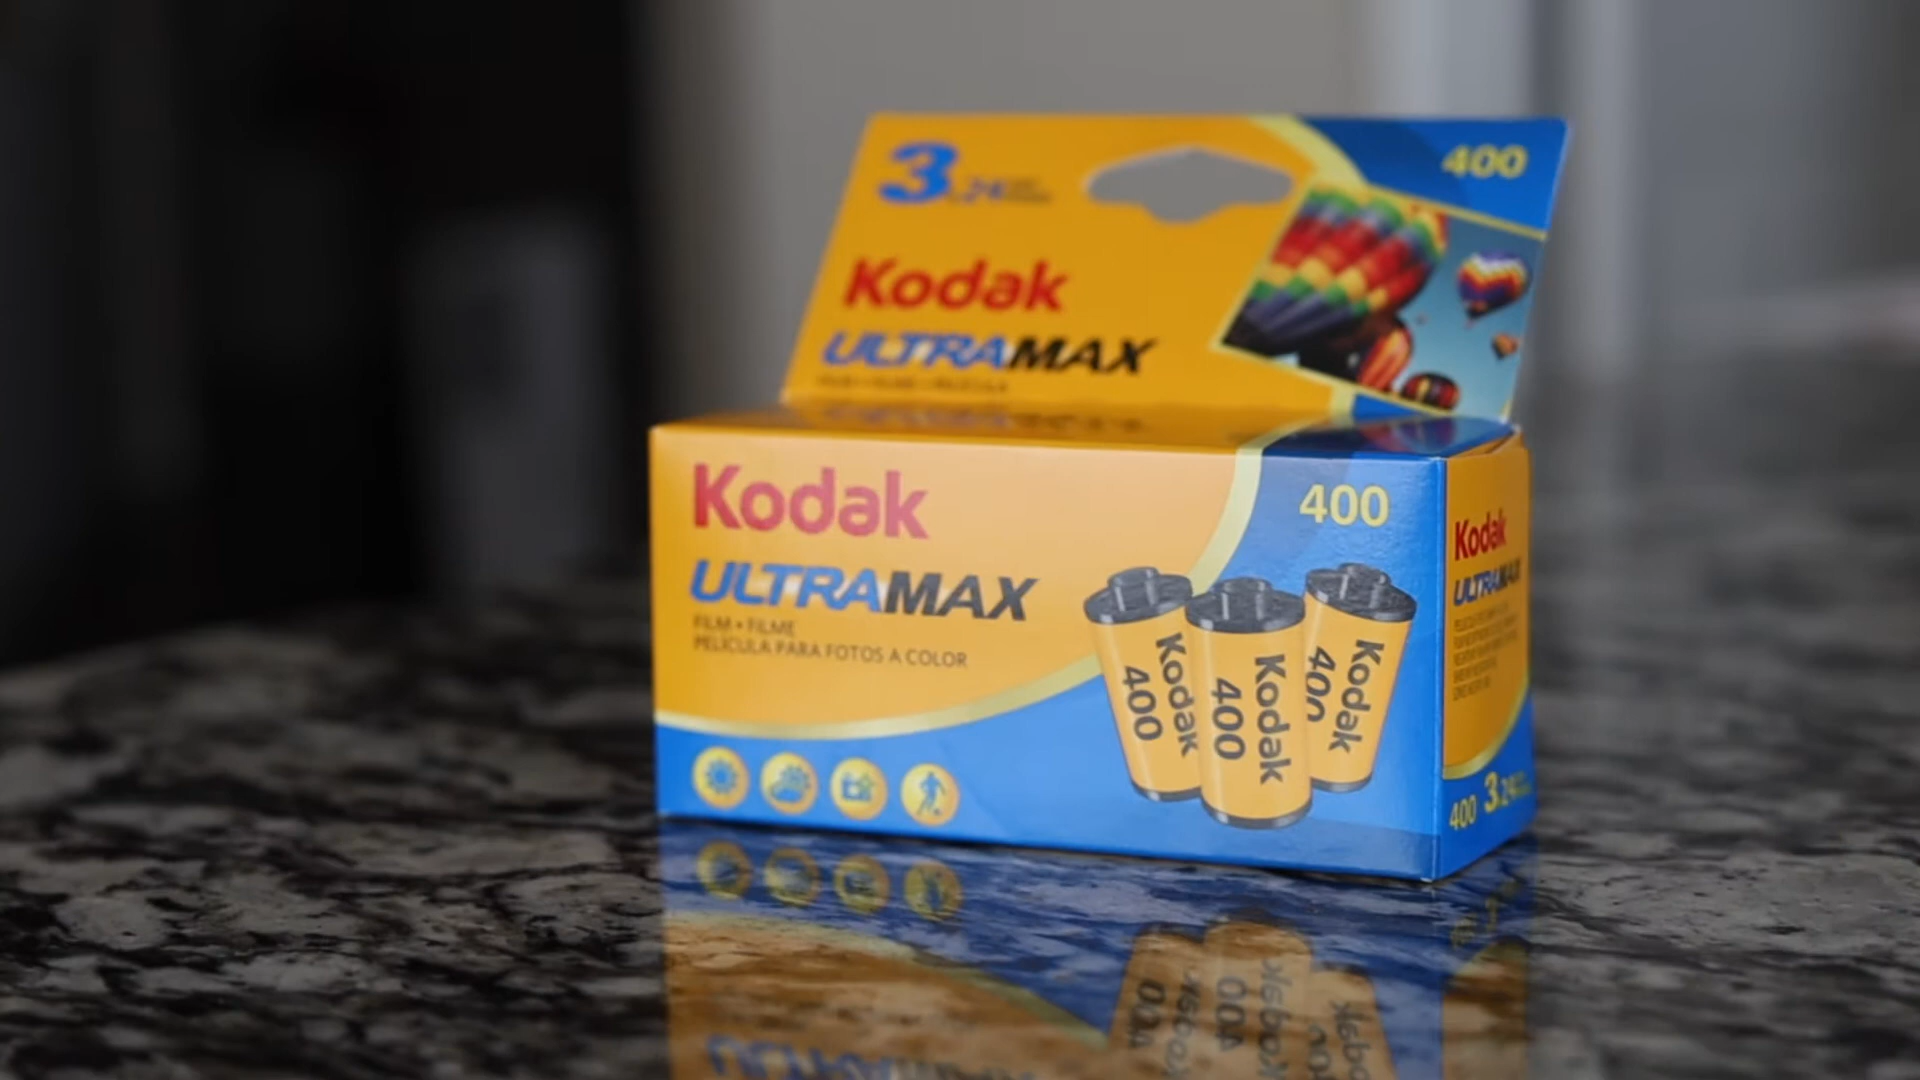 3
400
Kodak
ULTRAMAX
Kodak
400
ULTRAMAX
FILM • FILME
PELÍCULA PARA FOTOS A COLOR
Kodak
400
Kodak
400
Kodak
400
Kodak
ULTRAMAX
400 3